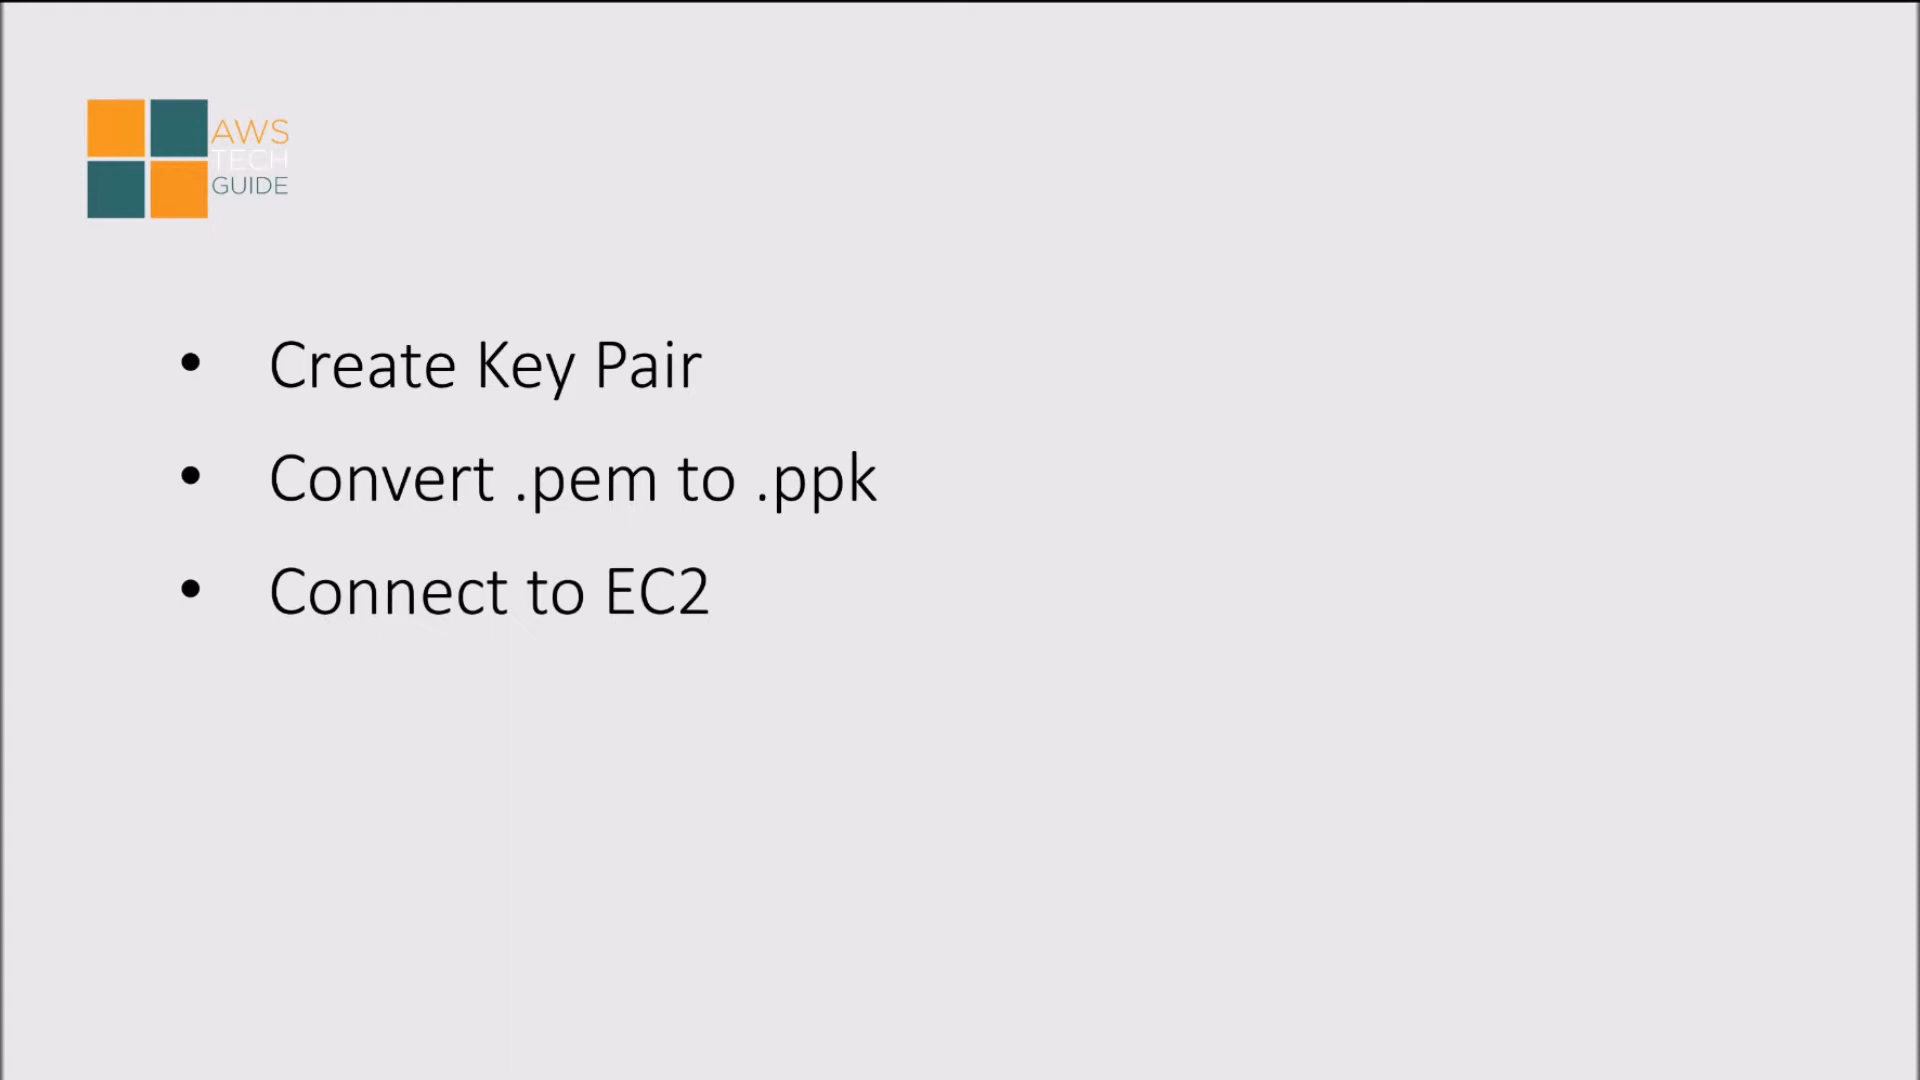 AWS
TECH
GUIDE
• Create Key Pair
• Convert .pem to .ppk
• Connect to EC2